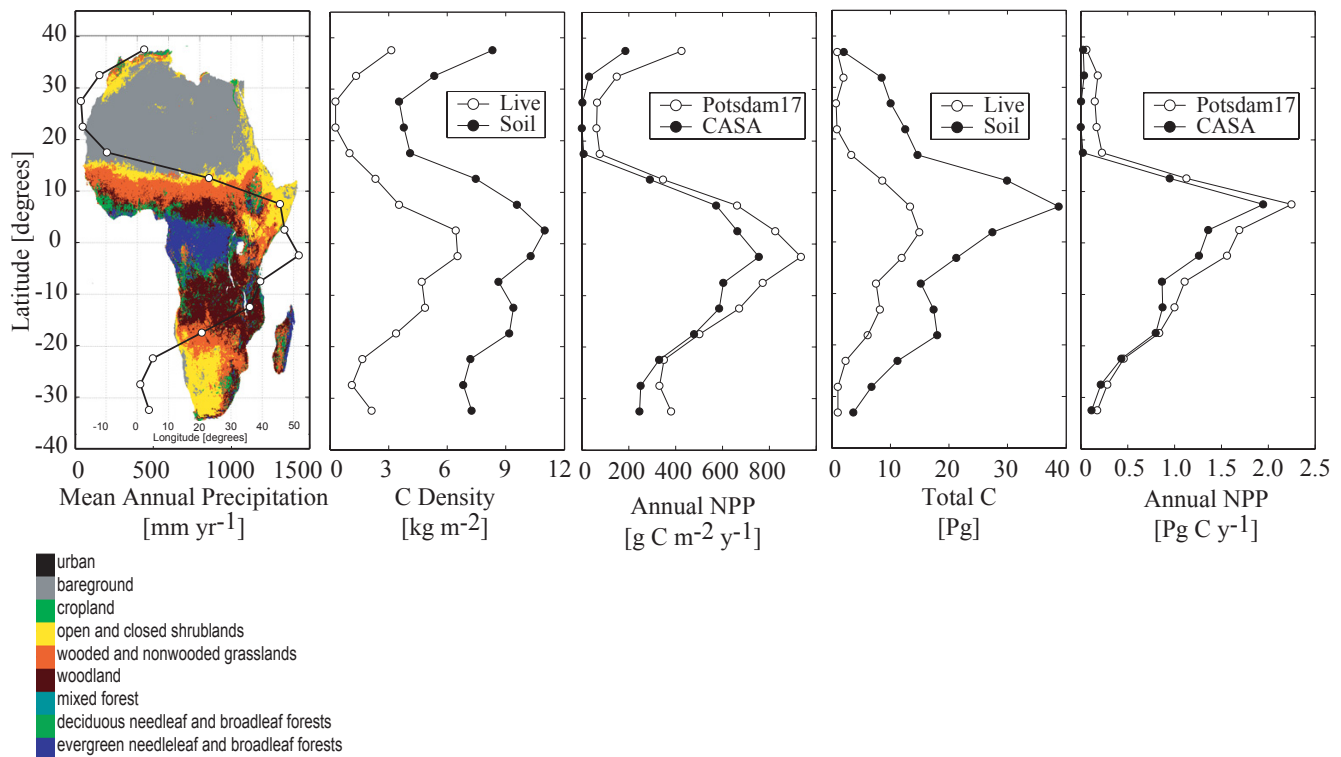 Latitude [degrees]
40
30
20
10
0
-10
-20
-30
-40
-10 0 10 20 30 40 50
Longitude [degrees]
0 500 1000 1500
Mean Annual Precipitation
[mm yr-1]
Live
Soil
0 3 6 9 12
C Density
[kg m-2]
Potsdam17
CASA
0 200 400 600 800 1000
Annual NPP
[g C m-2 y-1]
Live
Soil
0 10 20 30 40
Total C
[Pg]
Potsdam17
CASA
0 0.5 1.0 1.5 2.0 2.5
Annual NPP
[Pg C y-1]
urban
bareground
cropland
open and closed shrublands
wooded and nonwooded grasslands
woodland
mixed forest
deciduous needleaf and broadleaf forests
evergreen needleleaf and broadleaf forests